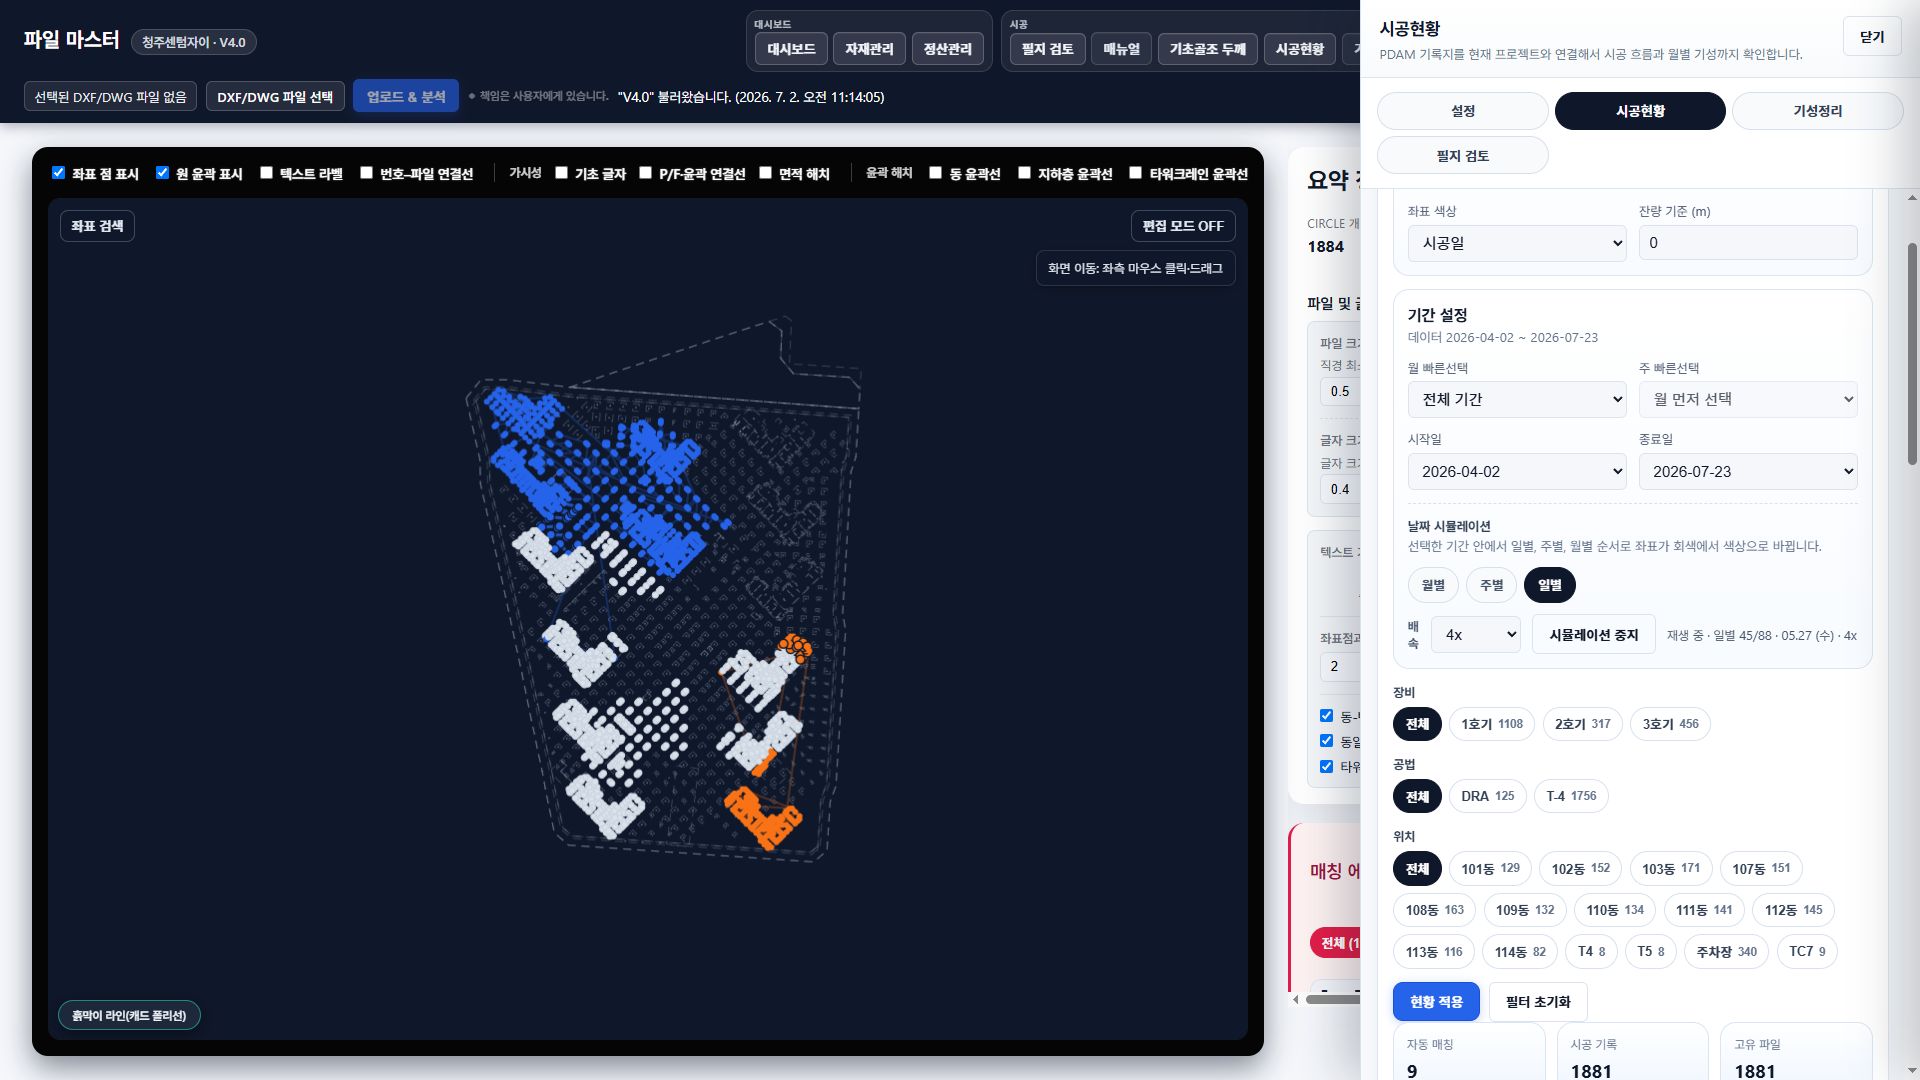 파일 마스터
청주센텀자이 · V4.0
대시보드
대시보드 자재관리 정산관리
시공
필지 검토 매뉴얼 기초골조 두께 시공현황
선택된 DXF/DWG 파일 없음
DXF/DWG 파일 선택
업로드 & 분석
● 책임은 사용자에게 있습니다.
"V4.0" 불러왔습니다. (2026. 7. 2. 오전 11:14:05)
좌표 점 표시 원 윤곽 표시 텍스트 라벨 번호–파일 연결선 가시성 기초 글자 P/F-윤곽 연결선 면적 해치 윤곽 해치 동 윤곽선 지하층 윤곽선 타워크레인 윤곽선
좌표 검색
편집 모드 OFF
화면 이동: 좌측 마우스 클릭·드래그
흙막이 라인(캐드 폴리선)
요약
CIRCLE 개
1884
파일 및
파일 크
직경 최
0.5
글자 크
글자 크
0.4
텍스트
좌표점과
2
동-
동일
타워
매칭 에
전체 (1
시공현황
PDAM 기록지를 현재 프로젝트와 연결해서 시공 흐름과 월별 기성까지 확인합니다.
닫기
설정 시공현황 기성정리
필지 검토
좌표 색상 잔량 기준 (m)
시공일 0
기간 설정
데이터 2026-04-02 ~ 2026-07-23
월 빠른선택 주 빠른선택
전체 기간 월 먼저 선택
시작일 종료일
2026-04-02 2026-07-23
날짜 시뮬레이션
선택한 기간 안에서 일별, 주별, 월별 순서로 좌표가 회색에서 색상으로 바뀝니다.
월별 주별 일별
배속 4x 시뮬레이션 중지 재생 중 · 일별 45/88 · 05.27 (수) · 4x
장비
전체 1호기 1108 2호기 317 3호기 456
공법
전체 DRA 125 T-4 1756
위치
전체 101동 129 102동 152 103동 171 107동 151
108동 163 109동 132 110동 134 111동 141 112동 145
113동 116 114동 82 T4 8 T5 8 주차장 340 TC7 9
현황 적용 필터 초기화
자동 매칭 시공 기록 고유 파일
9 1881 1881